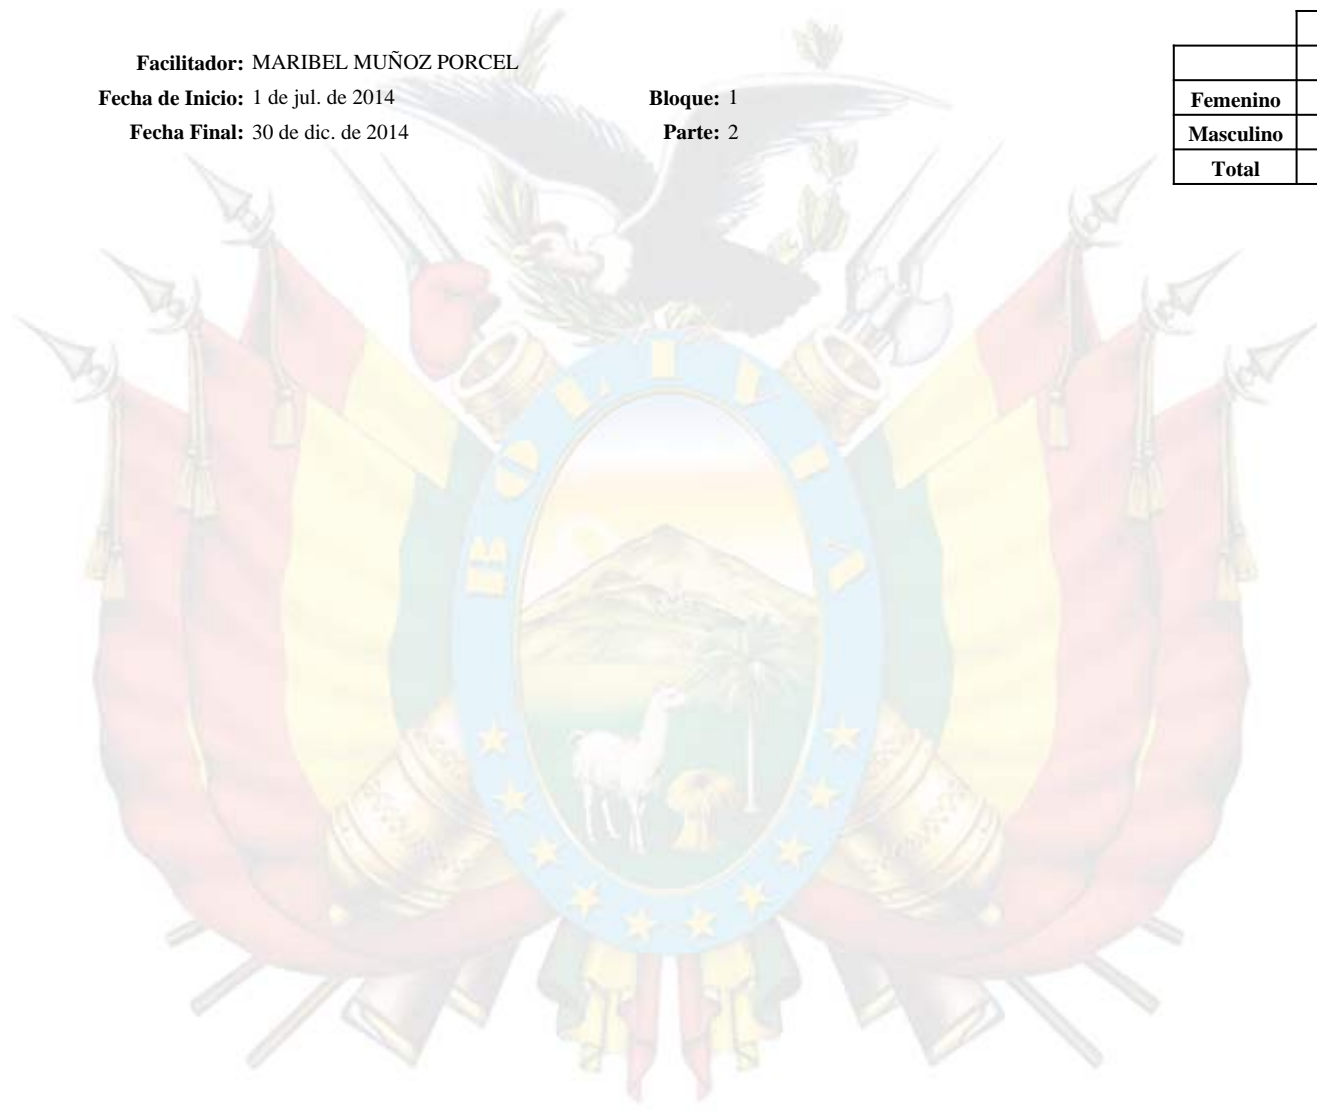 Facilitador: MARIBEL MUÑOZ PORCEL
Fecha de Inicio: 1 de jul. de 2014 Bloque: 1
Fecha Final: 30 de dic. de 2014 Parte: 2
Femenino
Masculino
Total
BOLIVIA